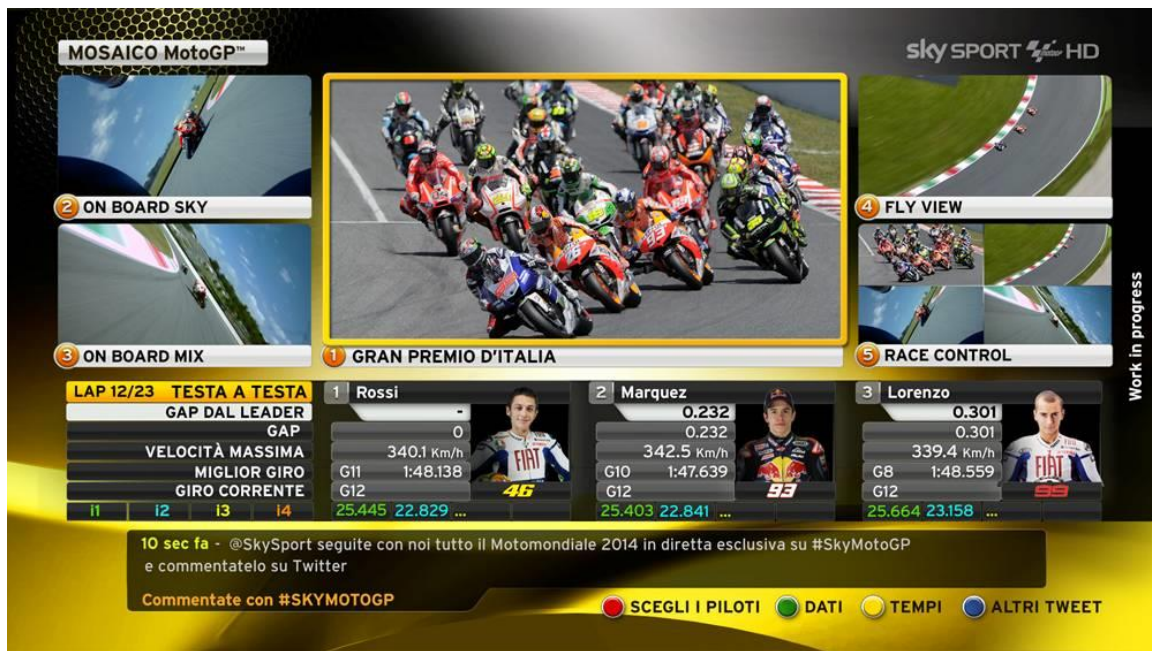 MOSAICO MotoGP™
sky SPORT HD
2 ON BOARD SKY
3 ON BOARD MIX
1 GRAN PREMIO D'ITALIA
4 FLY VIEW
5 RACE CONTROL
Work in progress
LAP 12/23 TESTA A TESTA
GAP DAL LEADER
GAP
VELOCITÀ MASSIMA
MIGLIOR GIRO
GIRO CORRENTE
i1 i2 i3 i4
1 Rossi
-
0
340.1 Km/h
G11 1:48.138
G12
25.445 22.829 ...
FIAT
46
2 Marquez
0.232
0.232
342.5 Km/h
G10 1:47.639
G12
25.403 22.841 ...
93
3 Lorenzo
0.301
0.301
339.4 Km/h
G8 1:48.559
G12
25.664 23.158 ...
FIAT
99
10 sec fa - @SkySport seguite con noi tutto il Motomondiale 2014 in diretta esclusiva su #SkyMotoGP
e commentatelo su Twitter
Commentate con #SKYMOTOGP
SCEGLI I PILOTI DATI TEMPI ALTRI TWEET